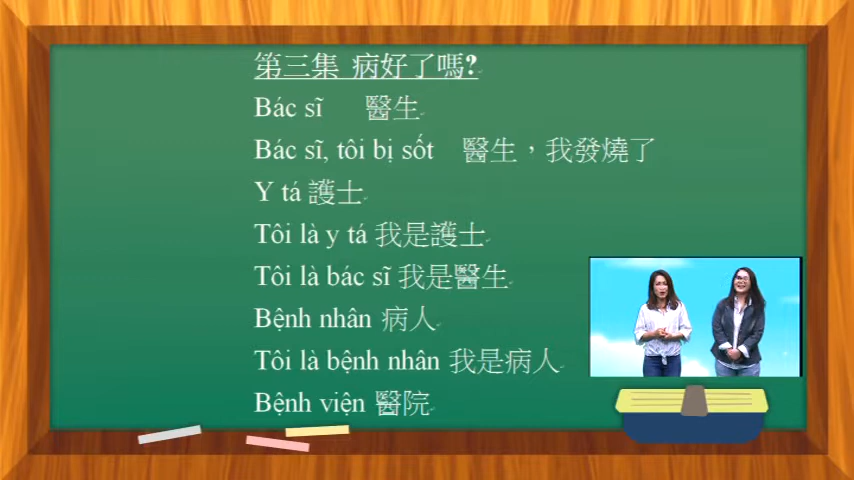 第三集 病好了嗎?
Bác sĩ 醫生
Bác sĩ, tôi bị sốt 醫生，我發燒了
Y tá 護士
Tôi là y tá 我是護士
Tôi là bác sĩ 我是醫生
Bệnh nhân 病人
Tôi là bệnh nhân 我是病人
Bệnh viện 醫院